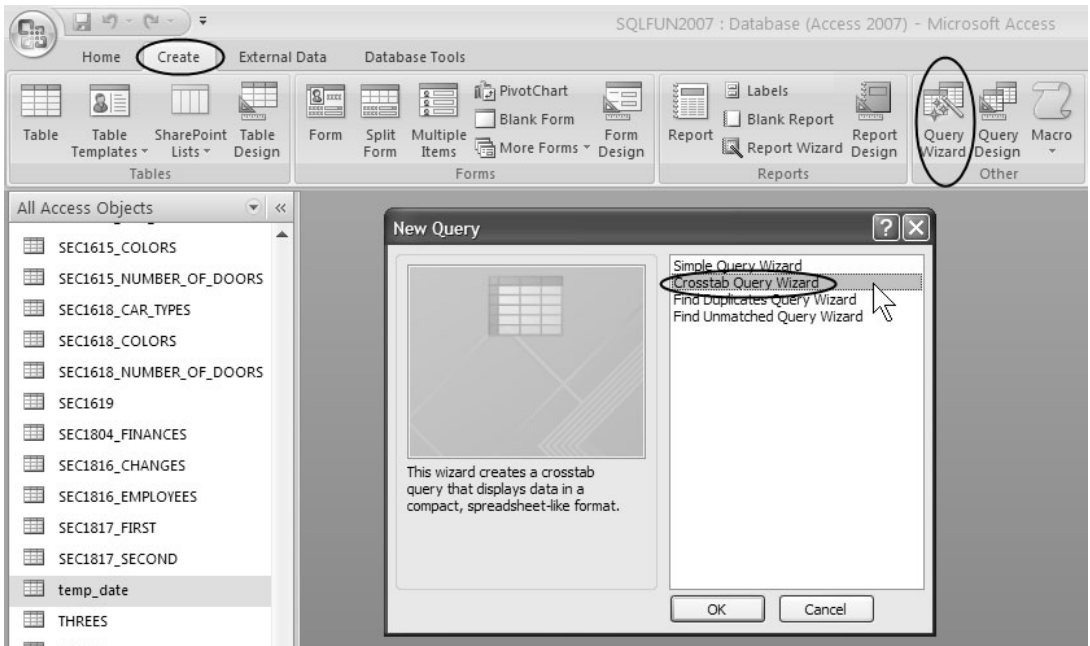 SQLFUN2007 : Database (Access 2007) - Microsoft Access
Home Create External Data Database Tools
Table
Table Templates
SharePoint Lists
Table Design
Tables
Form
Split Form
Multiple Items
PivotChart
Blank Form
More Forms
Form Design
Forms
Report
Labels
Blank Report
Report Wizard
Report Design
Reports
Query Wizard
Query Design
Macro
Other
All Access Objects
SEC1615_COLORS
SEC1615_NUMBER_OF_DOORS
SEC1618_CAR_TYPES
SEC1618_COLORS
SEC1618_NUMBER_OF_DOORS
SEC1619
SEC1804_FINANCES
SEC1816_CHANGES
SEC1816_EMPLOYEES
SEC1817_FIRST
SEC1817_SECOND
temp_date
THREES
New Query
This wizard creates a crosstab
query that displays data in a
compact, spreadsheet-like format.
Simple Query Wizard
Crosstab Query Wizard
Find Duplicates Query Wizard
Find Unmatched Query Wizard
OK Cancel